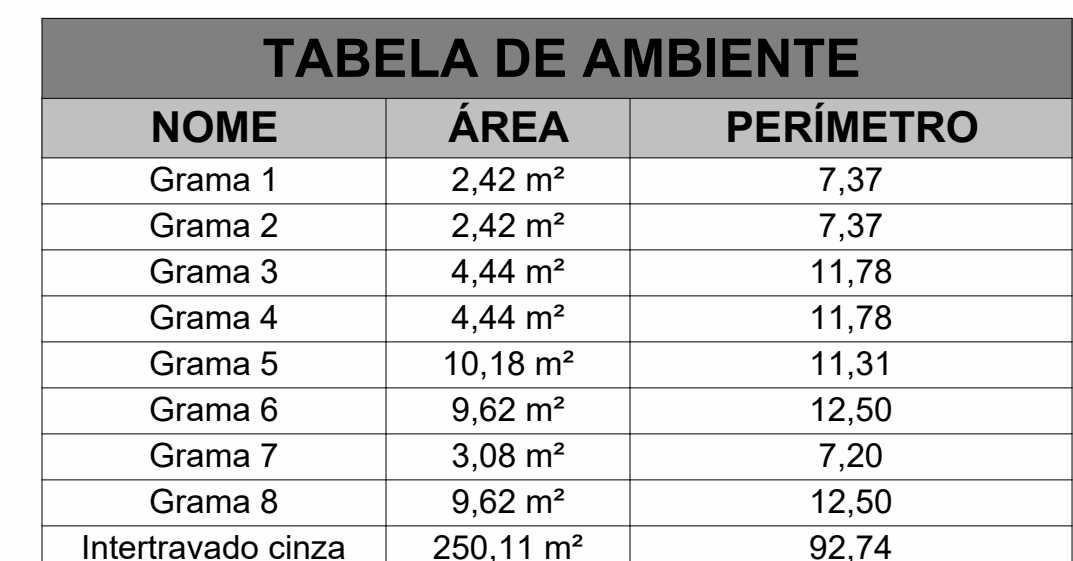 TABELA DE AMBIENTE
NOME ÁREA PERÍMETRO
Grama 1 2,42 m² 7,37
Grama 2 2,42 m² 7,37
Grama 3 4,44 m² 11,78
Grama 4 4,44 m² 11,78
Grama 5 10,18 m² 11,31
Grama 6 9,62 m² 12,50
Grama 7 3,08 m² 7,20
Grama 8 9,62 m² 12,50
Intertravado cinza 250,11 m² 92,74